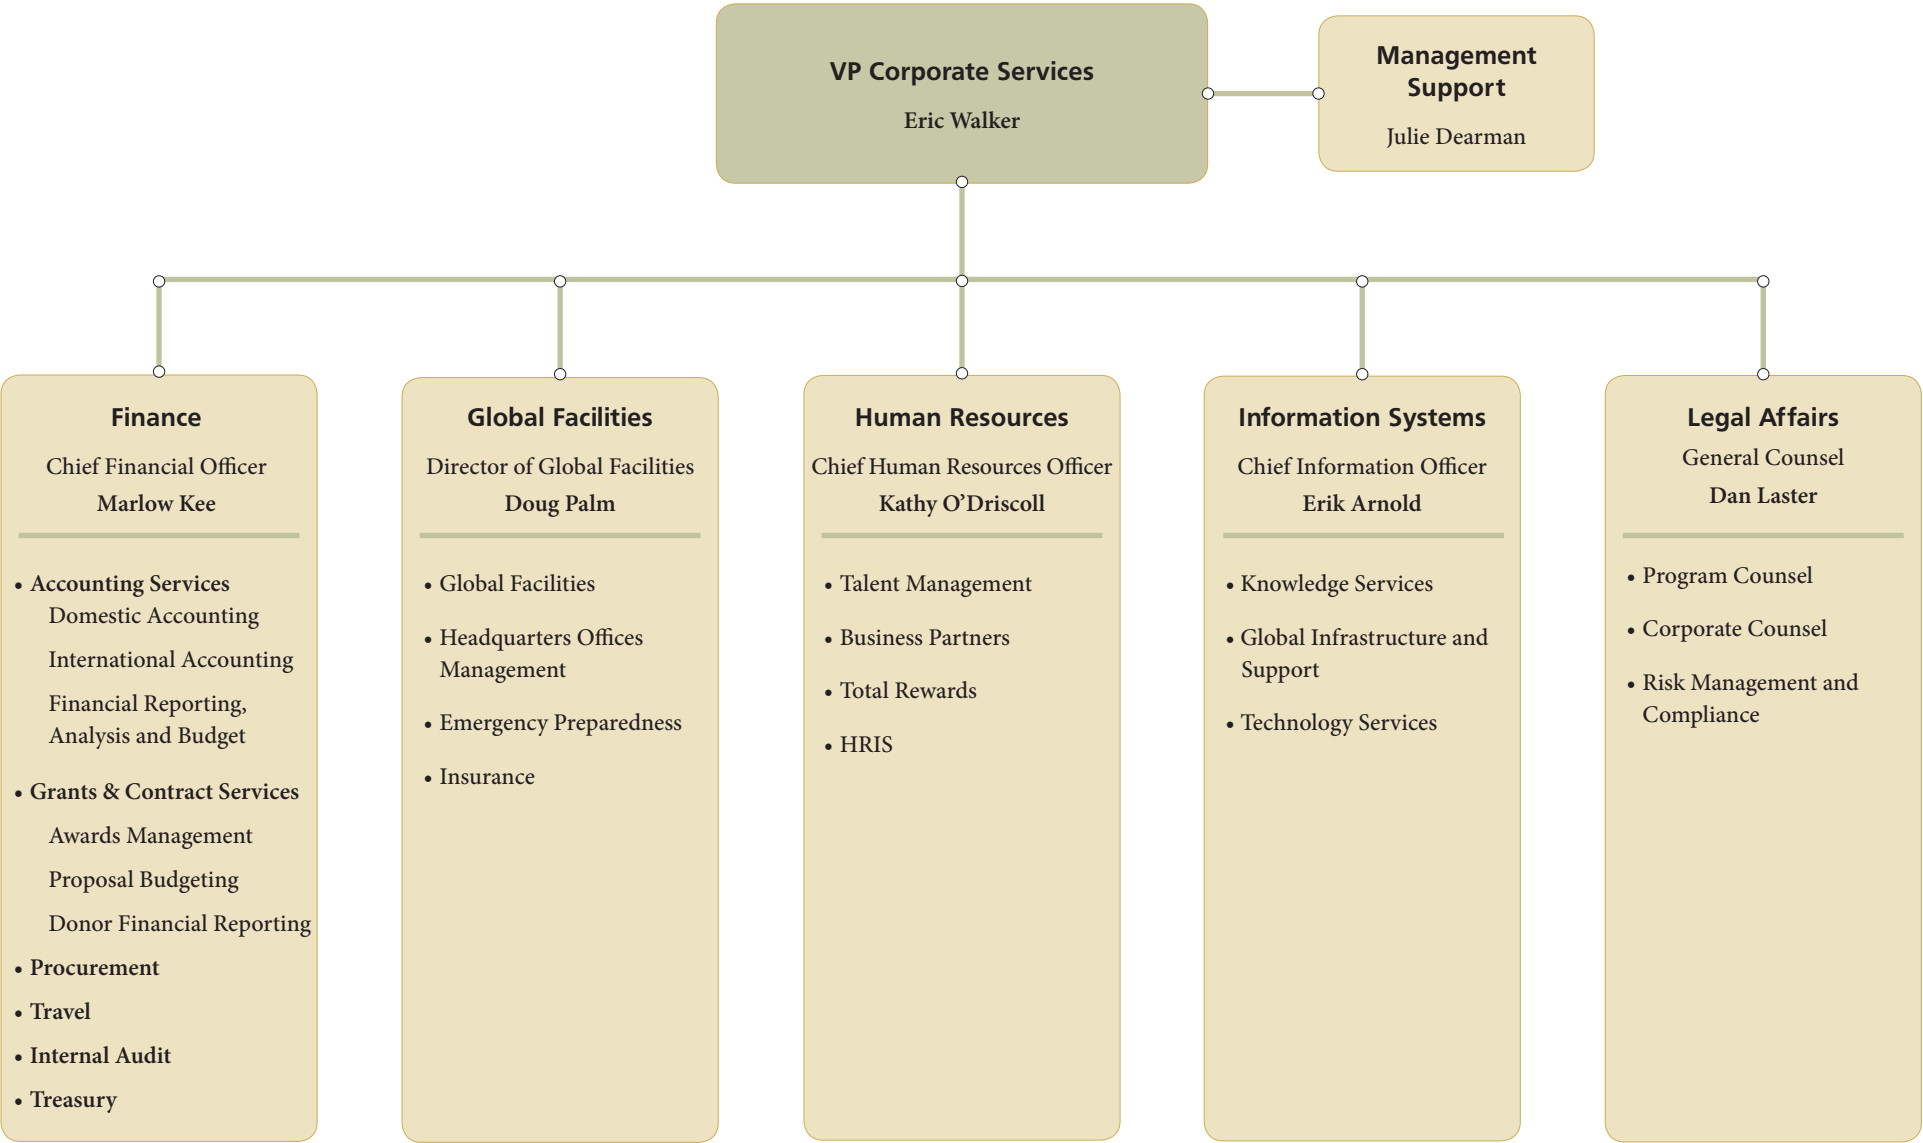 VP Corporate Services
Eric Walker
Management
Support
Julie Dearman
Finance
Chief Financial Officer
Marlow Kee
• Accounting Services
Domestic Accounting
International Accounting
Financial Reporting,
Analysis and Budget
• Grants & Contract Services
Awards Management
Proposal Budgeting
Donor Financial Reporting
• Procurement
• Travel
• Internal Audit
• Treasury
Global Facilities
Director of Global Facilities
Doug Palm
• Global Facilities
• Headquarters Offices
Management
• Emergency Preparedness
• Insurance
Human Resources
Chief Human Resources Officer
Kathy O’Driscoll
• Talent Management
• Business Partners
• Total Rewards
• HRIS
Information Systems
Chief Information Officer
Erik Arnold
• Knowledge Services
• Global Infrastructure and
Support
• Technology Services
Legal Affairs
General Counsel
Dan Laster
• Program Counsel
• Corporate Counsel
• Risk Management and
Compliance